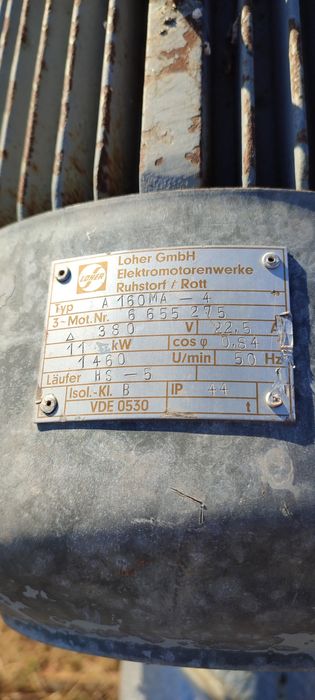 LOHER
Loher GmbH
Elektromotorenwerke
Ruhstorf / Rott
Typ A 160MA - 4
3-Mot.Nr. 6 655 275
△ 380 V 22,5 A
11 kW cos φ 0,84
1460 U/min 50 Hz
Läufer HS - 5
Isol.-Kl. B IP 44
VDE 0530 t